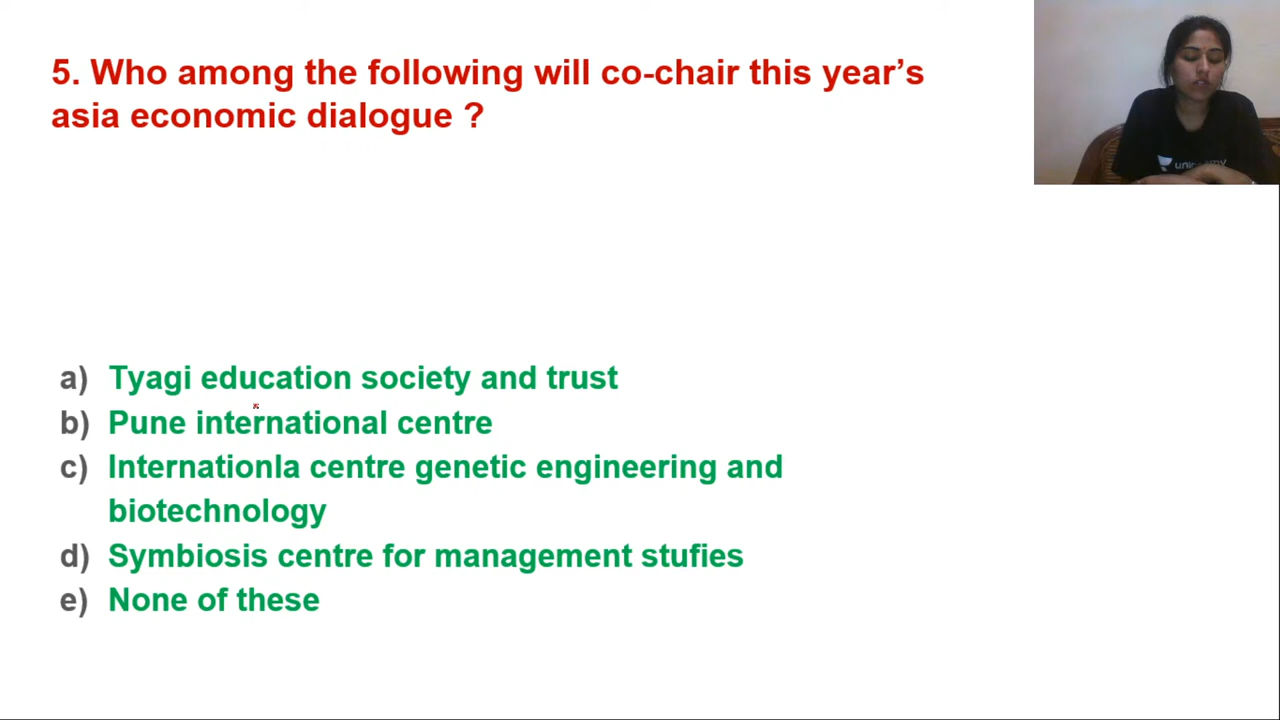 5. Who among the following will co-chair this year’s
asia economic dialogue ?
a) Tyagi education society and trust
b) Pune international centre
c) Internationla centre genetic engineering and
biotechnology
d) Symbiosis centre for management stufies
e) None of these